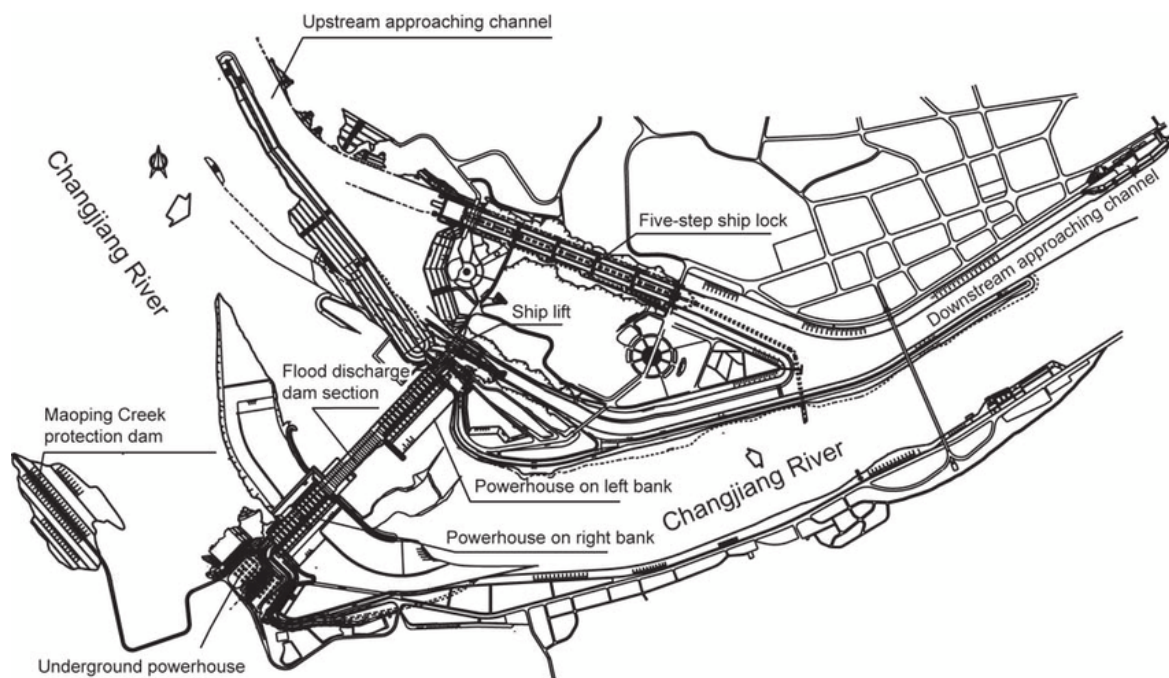 Upstream approaching channel
Changjiang River
Five-step ship lock
Downstream approaching channel
Ship lift
Flood discharge
dam section
Maoping Creek
protection dam
Powerhouse on left bank
Changjiang River
Powerhouse on right bank
Underground powerhouse